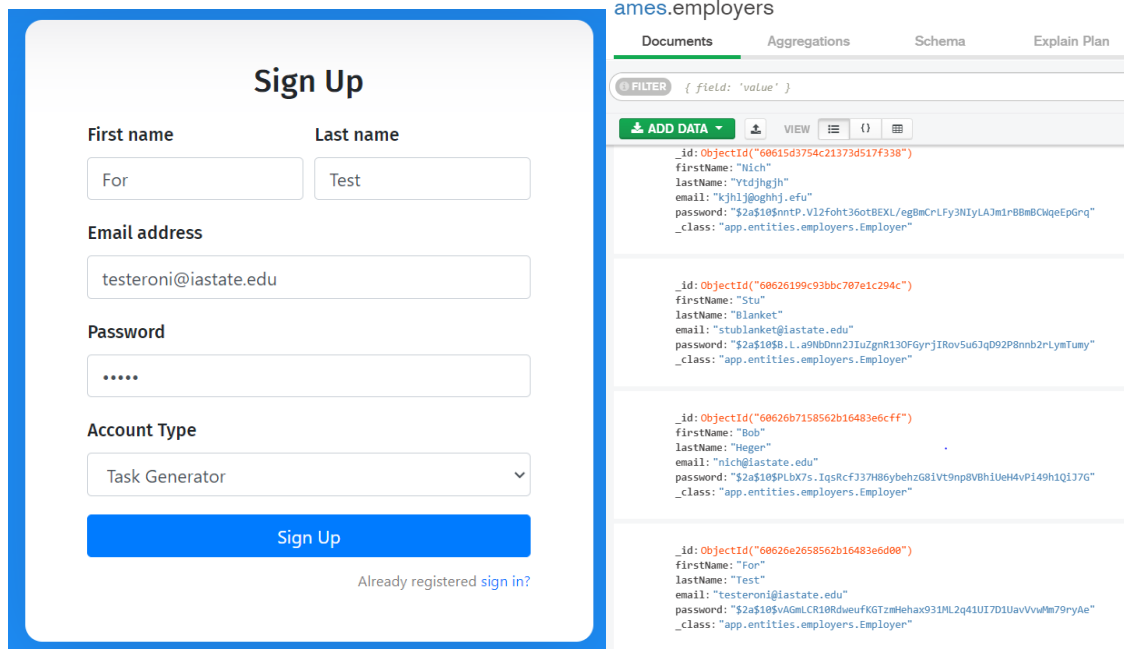 Sign Up
First name Last name
For Test
Email address
testeroni@iastate.edu
Password
•••••
Account Type
Task Generator
Sign Up
Already registered sign in?
ames.employers
Documents Aggregations Schema Explain Plan
FILTER { field: 'value' }
ADD DATA VIEW {}
_id: ObjectId("60615d3754c21373d517f338")
firstName: "Nich"
lastName: "Ytdjhgjh"
email: "kjhlj@oghhj.efu"
password: "$2a$10$nntP.Vl2foht36otBEXL/egBmCrLFy3NIyLAJm1rBBmBCWqeEpGrq"
_class: "app.entities.employers.Employer"
_id: ObjectId("60626199c93bbc707e1c294c")
firstName: "Stu"
lastName: "Blanket"
email: "stublanket@iastate.edu"
password: "$2a$10$B.L.a9NbDnn2JIuZgnR13OFGyrjIRov5u6JqD92P8nnb2rLymTumy"
_class: "app.entities.employers.Employer"
_id: ObjectId("60626b7158562b16483e6cff")
firstName: "Bob"
lastName: "Heger"
email: "nich@iastate.edu"
password: "$2a$10$PLbX7s.IqsRcfJ37H86ybehzG8iVt9np8VBhiUeH4vPi49h1QiJ7G"
_class: "app.entities.employers.Employer"
_id: ObjectId("60626e2658562b16483e6d00")
firstName: "For"
lastName: "Test"
email: "testeroni@iastate.edu"
password: "$2a$10$vAGmLCR10RdweufKGTzmHehax931ML2q41UI7D1UavVvwMm79ryAe"
_class: "app.entities.employers.Employer"